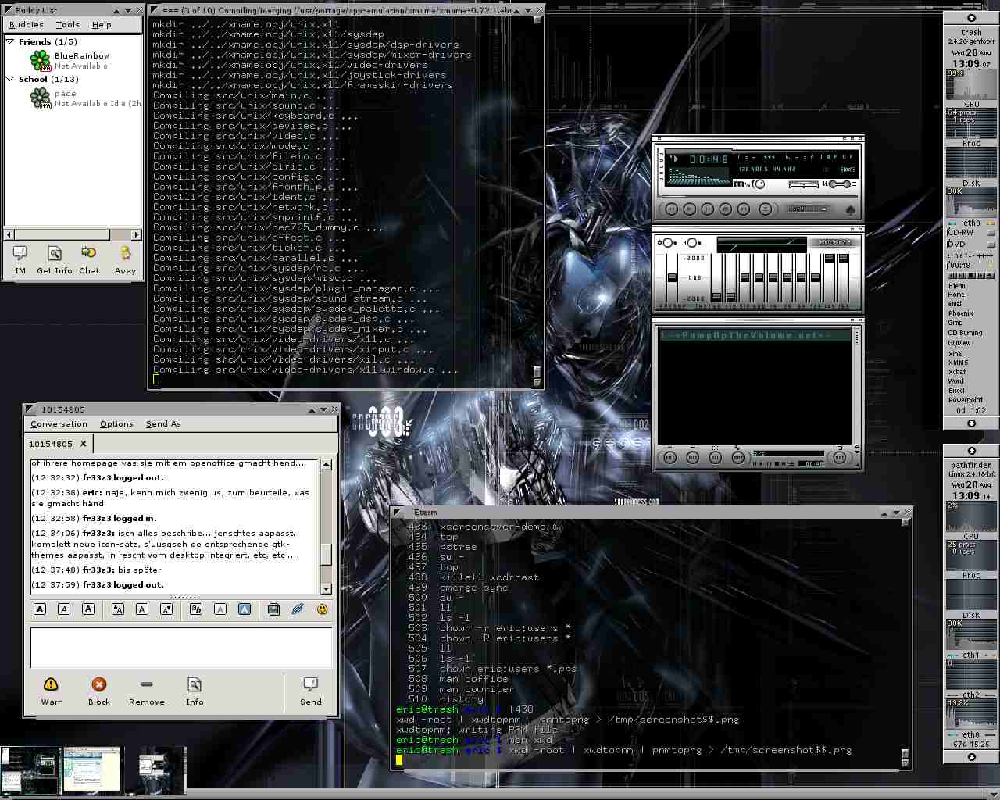 Buddy List
Buddies Tools Help
Friends (1/5)
BlueRainbow
Not Available
School (1/13)
päde
Not Available Idle (2h
IM Get Info Chat Away
=== (3 of 10) Compiling/Merging (/usr/portage/app-emulation/xmame/xmame-0.72.1.eb
mkdir ../../xmame.obj/unix.x11
mkdir ../../xmame.obj/unix.x11/sysdep
mkdir ../../xmame.obj/unix.x11/sysdep/dsp-drivers
mkdir ../../xmame.obj/unix.x11/sysdep/mixer-drivers
mkdir ../../xmame.obj/unix.x11/video-drivers
mkdir ../../xmame.obj/unix.x11/joystick-drivers
mkdir ../../xmame.obj/unix.x11/frameskip-drivers
Compiling src/unix/main.c ...
Compiling src/unix/sound.c ...
Compiling src/unix/keyboard.c ...
Compiling src/unix/devices.c ...
Compiling src/unix/video.c ...
Compiling src/unix/mode.c ...
Compiling src/unix/fileio.c ...
Compiling src/unix/dirio.c ...
Compiling src/unix/config.c ...
Compiling src/unix/fronthlp.c ...
Compiling src/unix/ident.c ...
Compiling src/unix/network.c ...
Compiling src/unix/snprintf.c ...
Compiling src/unix/nec765_dummy.c ...
Compiling src/unix/effect.c ...
Compiling src/unix/ticker.c ...
Compiling src/unix/parallel.c ...
Compiling src/unix/sysdep/rc.c ...
Compiling src/unix/sysdep/misc.c ...
Compiling src/unix/sysdep/plugin_manager.c ...
Compiling src/unix/sysdep/sound_stream.c ...
Compiling src/unix/sysdep/sysdep_palette.c ...
Compiling src/unix/sysdep/sysdep_dsp.c ...
Compiling src/unix/sysdep/sysdep_mixer.c ...
Compiling src/unix/video-drivers/x11.c ...
Compiling src/unix/video-drivers/xinput.c ...
Compiling src/unix/video-drivers/xil.c ...
Compiling src/unix/video-drivers/x11_window.c ...
00:48
PUMPUP
128 KBPS 44 KHZ
PRESETS
-20DB
0DB
-20DB
PREAMP
1.->PumpUpTheVolume.net<-
00:48
trash
2.4.20-gentoo-r
Wed 20 Aug
13:09 07
99%
CPU
64 procs
1 users
Proc
Disk
30K
eth0
CD-RW
DVD
00:48
Eterm
Home
eMail
Phoenix
Gimp
CD Burning
GQview
Xine
XMMS
Xchat
Word
Excel
Powerpoint
0d 1:02
10154805
Conversation Options Send As
10154805
of ihrere homepage was sie mit em openoffice gmacht hend...
(12:32:32) fr33z3 logged out.
(12:32:38) eric: naja, kenn mich zwenig us, zum beurteile, was
sie gmacht händ
(12:32:58) fr33z3 logged in.
(12:34:06) fr33z3: isch alles beschribe... jenschtes aapasst.
komplett neue icon-satz, s'uusgseh de entsprechende gtk-
themes aapasst, in rescht vom desktop integriert, etc, etc ...
(12:37:48) fr33z3: bis spöter
(12:37:59) fr33z3 logged out.
Warn Block Remove Info Send
003
Eterm
493 xscreensaver-demo &
494 top
495 pstree
496 su -
497 top
498 killall xcdroast
499 emerge sync
500 su -
501 ll
502 ls -l
503 chown -r eric:users *
504 chown -R eric:users *
505 ll
506 ls -l
507 chown eric:users *.pps
508 man ooffice
509 man oowriter
510 history
eric@trash eric $ !438
xwd -root | xwdtopnm | pnmtopng > /tmp/screenshot$$.png
xwdtopnm: writing PPM file
eric@trash eric $ man xwd
eric@trash eric $ xwd -root | xwdtopnm | pnmtopng > /tmp/screenshot$$.png
pathfinder
Linux 2.4.18-bf.
Wed 20 Aug
13:09 14
2%
CPU
25 procs
0 users
Proc
Disk
30K
eth1
0
eth2
19.8K
eth0
67d 15:26